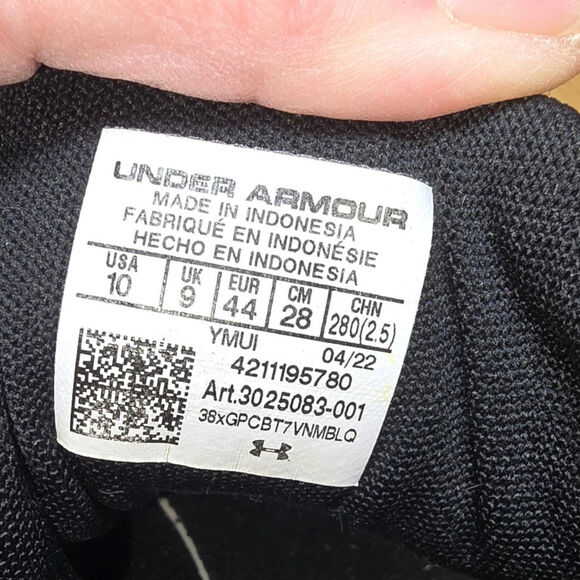 UNDER ARMOUR
MADE IN INDONESIA
FABRIQUÉ EN INDONÉSIE
HECHO EN INDONESIA
USA UK EUR CM CHN
10 9 44 28 280(2.5)
YMUI 04/22
4211195780
Art.3025083-001
36xGPCBT7VNMBLQ